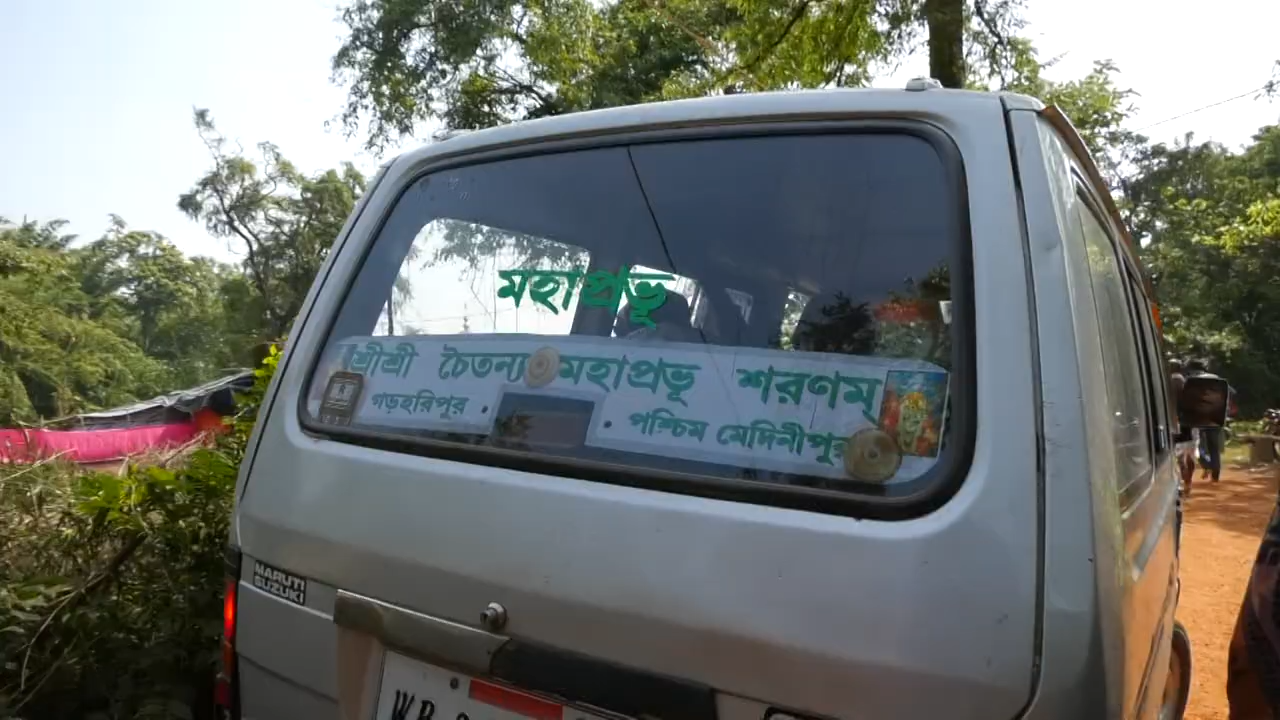 মহাপ্রভূ
শ্রীশ্রী চৈতন্য মহাপ্রভূ শরণম্
গড়হরিপুর • • পশ্চিম মেদিনীপুর
MARUTI
SUZUKI
WB